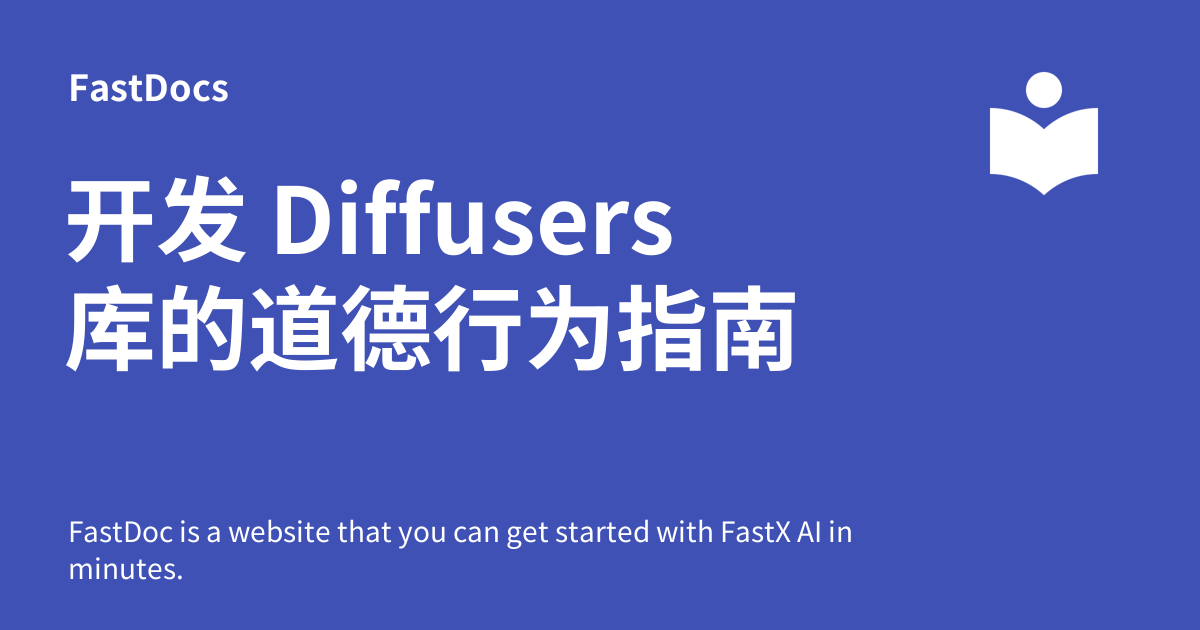 FastDocs
开发 Diffusers
库的道德行为指南
FastDoc is a website that you can get started with FastX AI in
minutes.